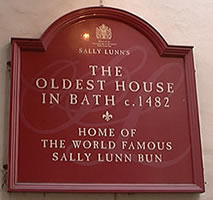 SALLY LUNN'S
THE
OLDEST HOUSE
IN BATH c.1482
HOME OF
THE WORLD FAMOUS
SALLY LUNN BUN